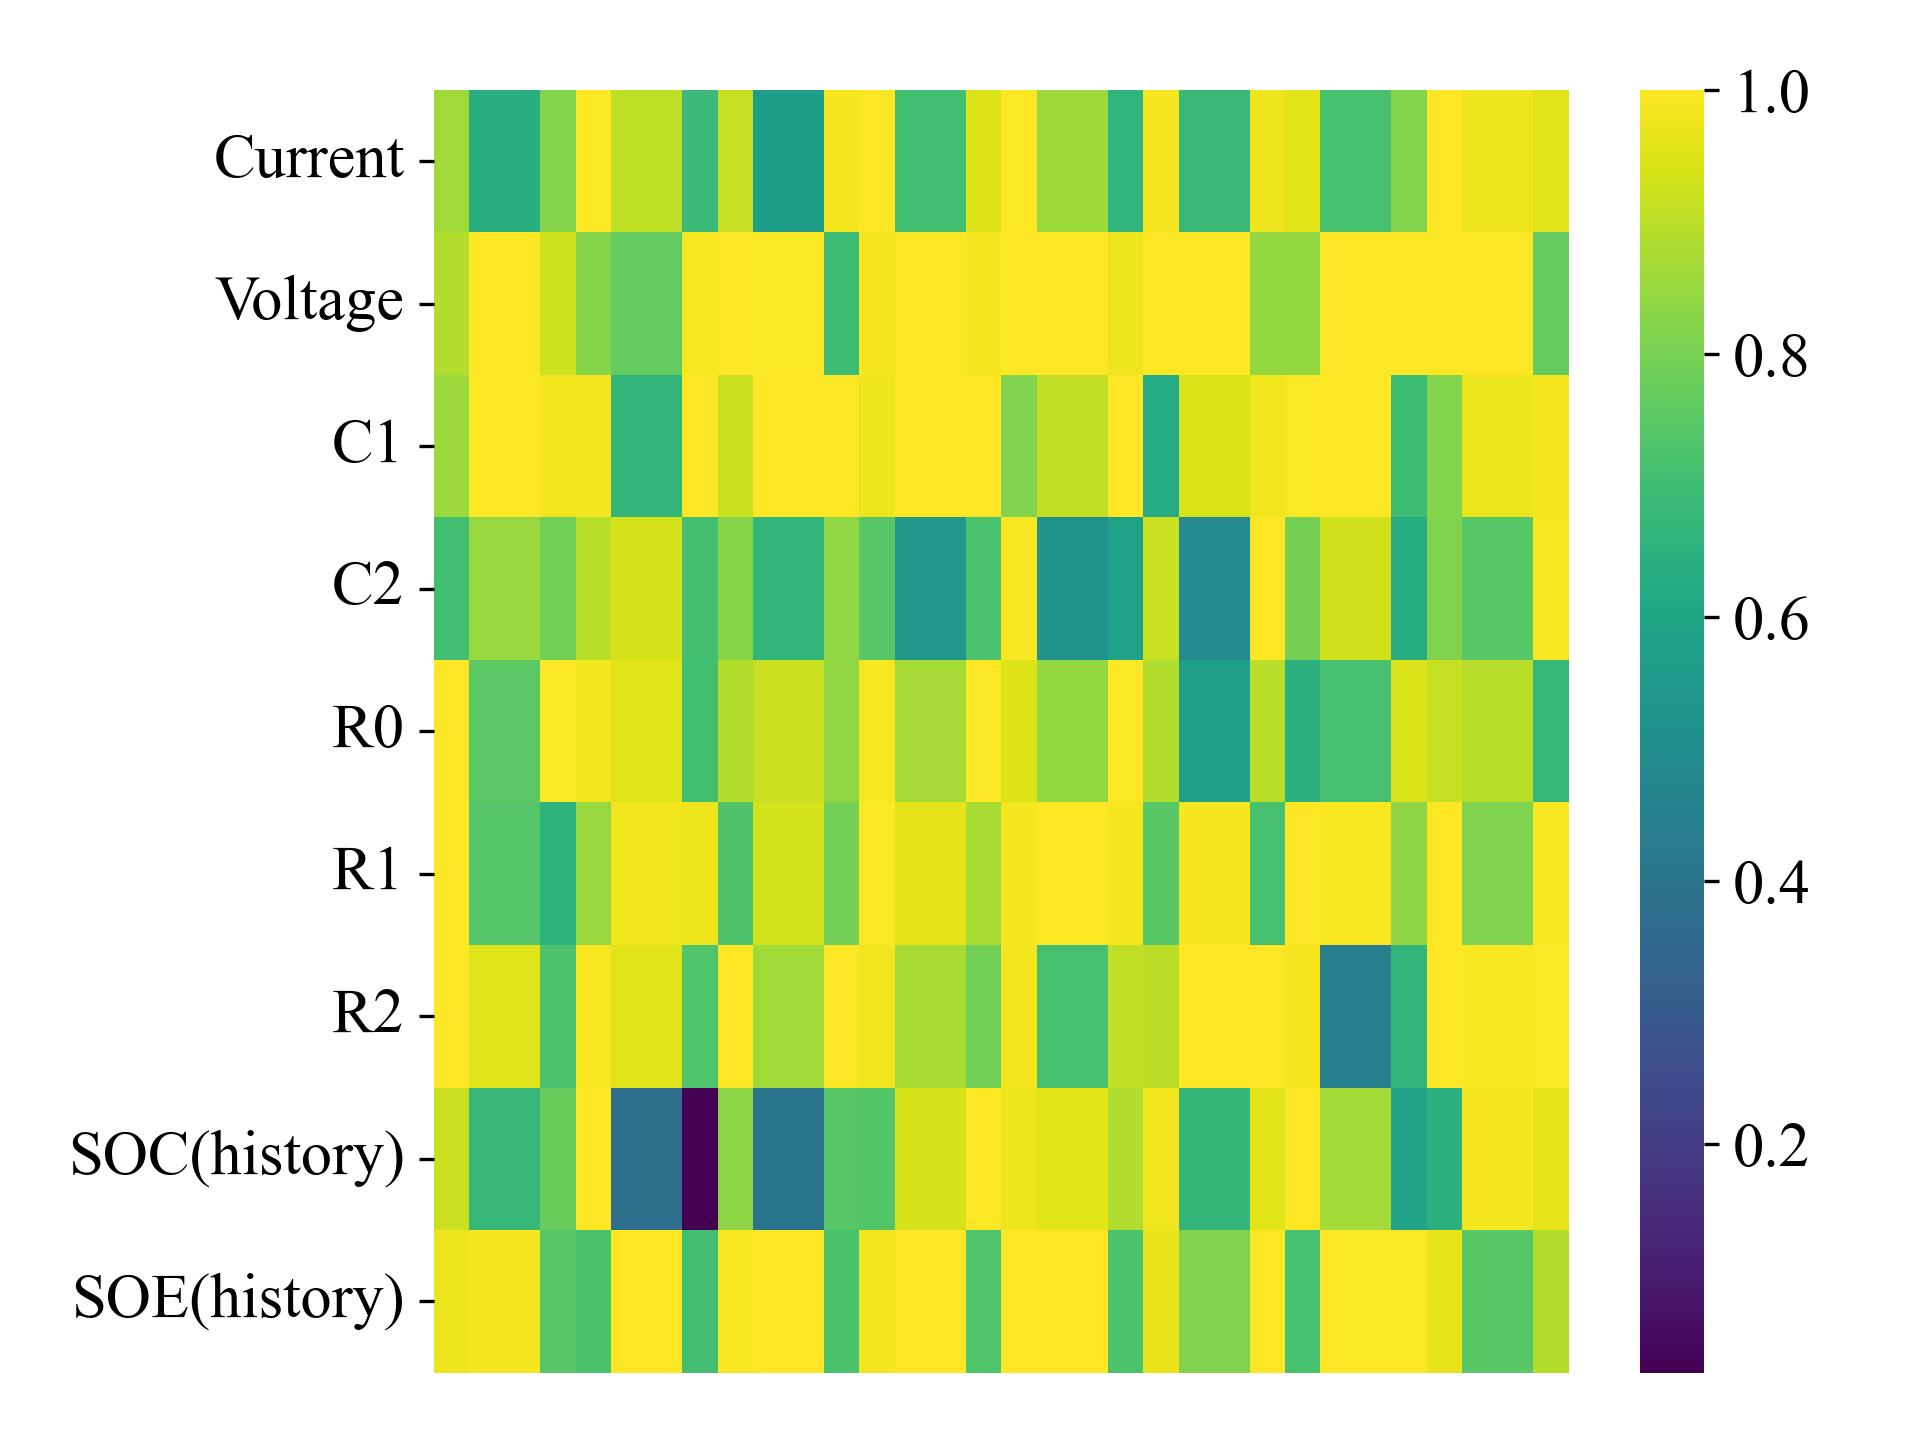 Current
Voltage
C1
C2
R0
R1
R2
SOC(history)
SOE(history)
1.0
0.8
0.6
0.4
0.2